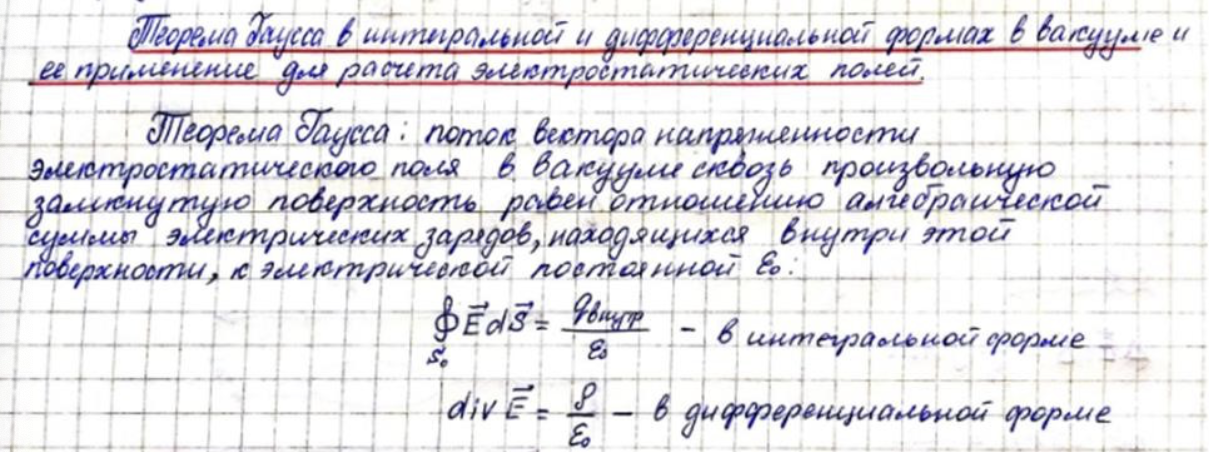 Теорема Гаусса в интегральной и дифференциальной формах в вакууме и
ее применение для расчета электростатических полей.
Теорема Гаусса: поток вектора напряженности
электростатического поля в вакууме сквозь произвольную
замкнутую поверхность равен отношению алгебраической
суммы электрических зарядов, находящихся внутри этой
поверхности, к электрической постоянной ε₀:
∮_S₀ E⃗ dS⃗ = qвнутр / ε₀ – в интегральной форме
div E⃗ = ρ / ε₀ – в дифференциальной форме